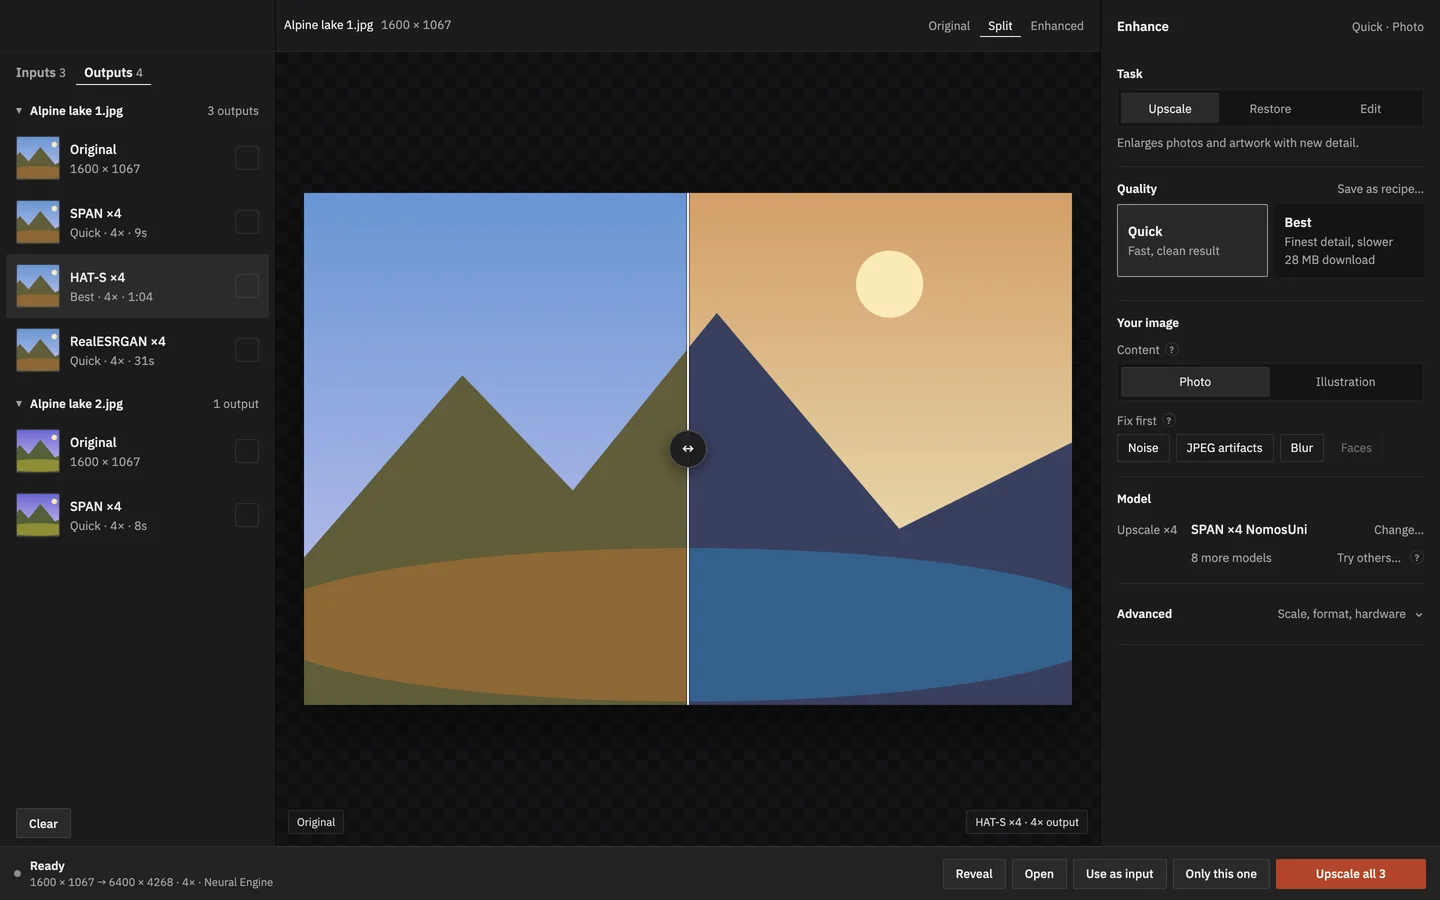 Alpine lake 1.jpg 1600 × 1067
Original Split Enhanced
Enhance Quick · Photo
Inputs 3 Outputs 4
▼ Alpine lake 1.jpg 3 outputs
Original
1600 × 1067
SPAN ×4
Quick · 4× · 9s
HAT-S ×4
Best · 4× · 1:04
RealESRGAN ×4
Quick · 4× · 31s
▼ Alpine lake 2.jpg 1 output
Original
1600 × 1067
SPAN ×4
Quick · 4× · 8s
Clear
Original
HAT-S ×4 · 4× output
Task
Upscale Restore Edit
Enlarges photos and artwork with new detail.
Quality Save as recipe...
Quick
Fast, clean result
Best
Finest detail, slower
28 MB download
Your image
Content ?
Photo Illustration
Fix first ?
Noise JPEG artifacts Blur Faces
Model
Upscale ×4 SPAN ×4 NomosUni Change...
8 more models Try others... ?
Advanced Scale, format, hardware
Ready
1600 × 1067 → 6400 × 4268 · 4× · Neural Engine
Reveal Open Use as input Only this one Upscale all 3